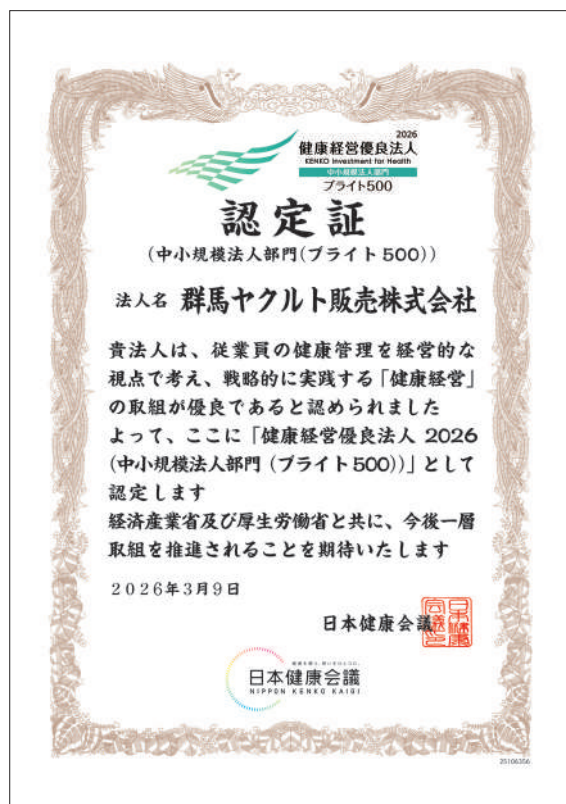 2026
健康経営優良法人
KENKO Investment for Health
中小規模法人部門
ブライト500
認定証
(中小規模法人部門(ブライト500))
法人名 群馬ヤクルト販売株式会社
貴法人は、従業員の健康管理を経営的な
視点で考え、戦略的に実践する「健康経営」
の取組が優良であると認められました
よって、ここに「健康経営優良法人 2026
(中小規模法人部門 (ブライト500))」として
認定します
経済産業省及び厚生労働省と共に、今後一層
取組を推進されることを期待いたします
2026年3月9日
日本健康会議
日本健康会議
NIPPON KENKO KAIGI
25106356